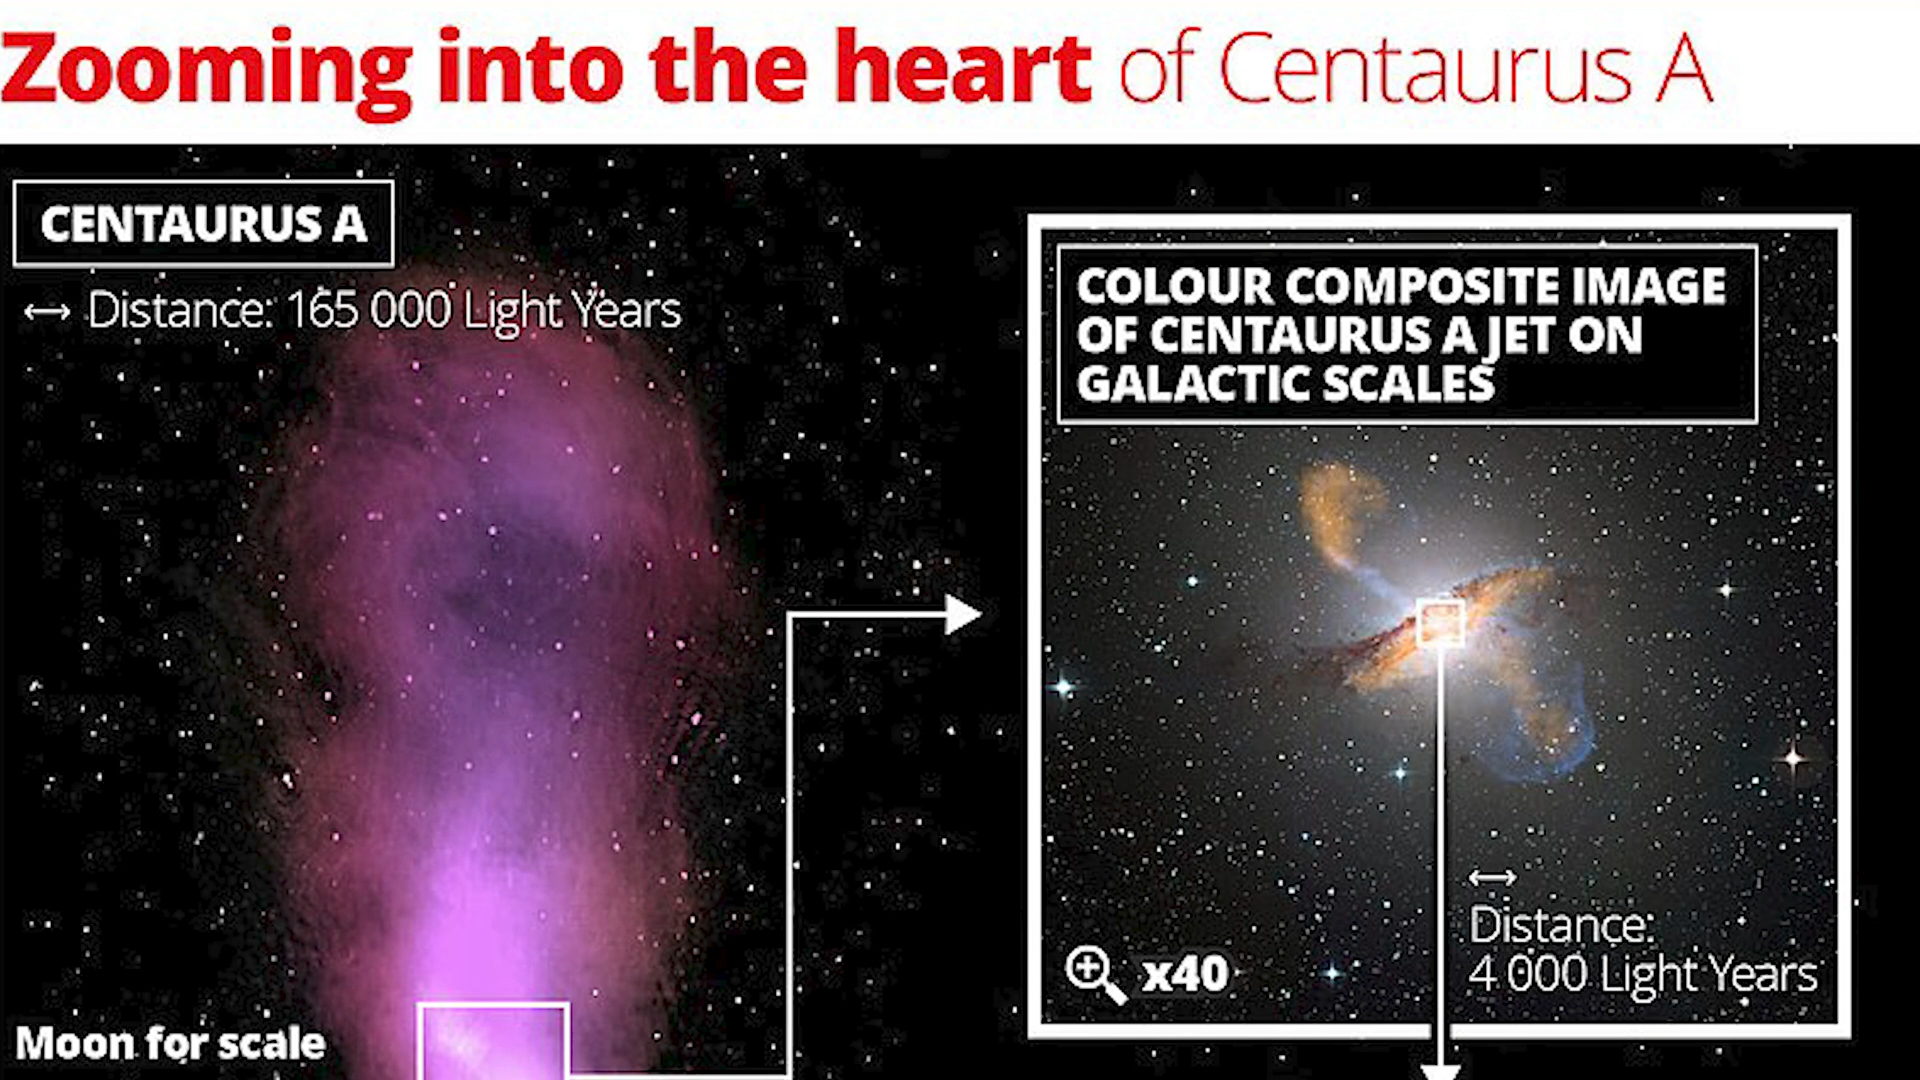 Zooming into the heart of Centaurus A
CENTAURUS A
Distance: 165 000 Light Years
COLOUR COMPOSITE IMAGE
OF CENTAURUS A JET ON
GALACTIC SCALES
x40
Distance:
4 000 Light Years
Moon for scale